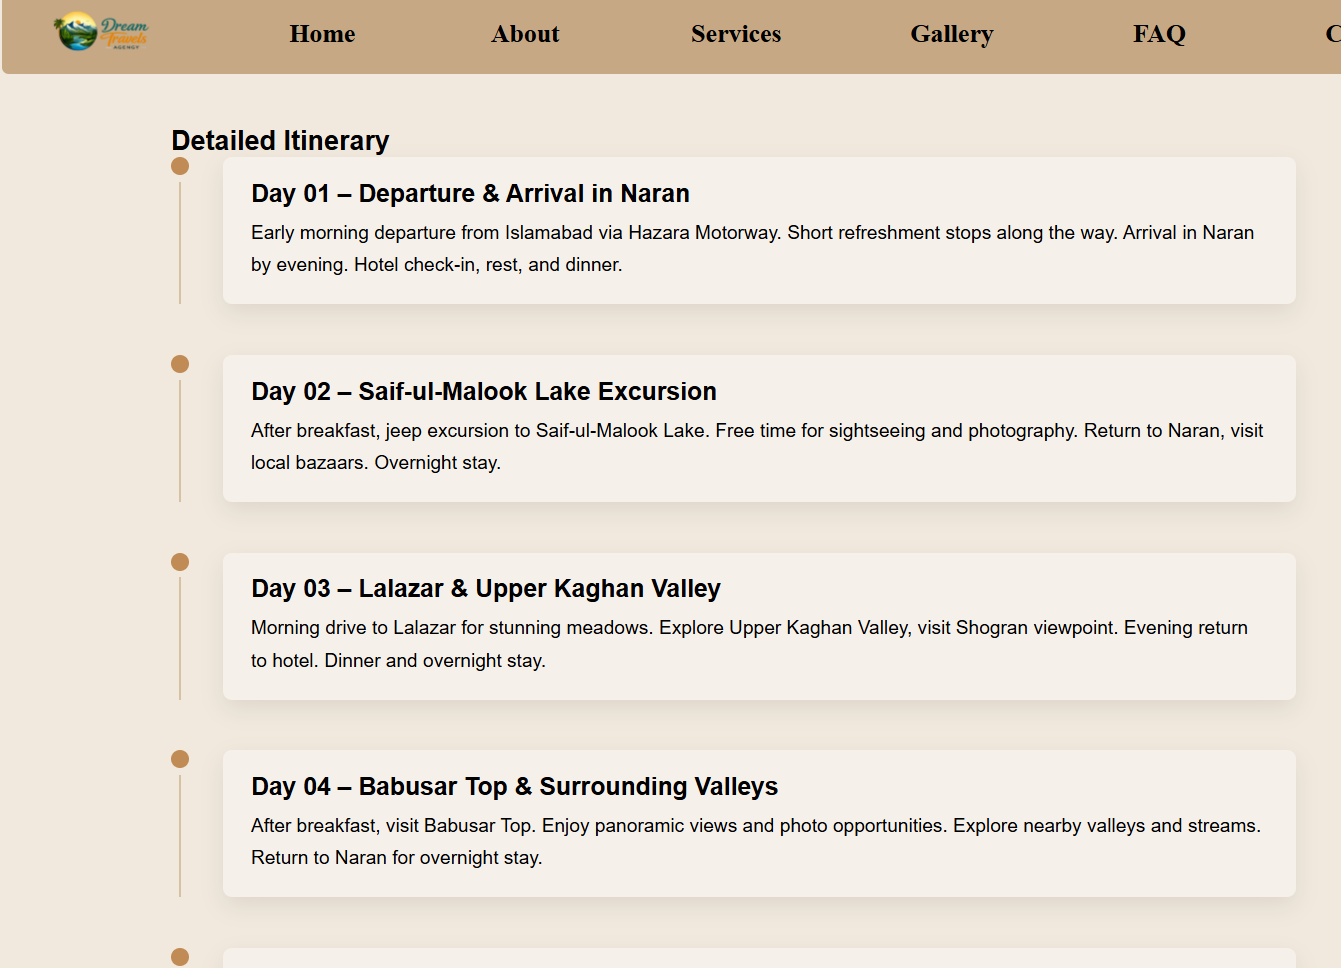 Dream
Travels
AGENCY
Home About Services Gallery FAQ C
Detailed Itinerary
Day 01 – Departure & Arrival in Naran
Early morning departure from Islamabad via Hazara Motorway. Short refreshment stops along the way. Arrival in Naran
by evening. Hotel check-in, rest, and dinner.
Day 02 – Saif-ul-Malook Lake Excursion
After breakfast, jeep excursion to Saif-ul-Malook Lake. Free time for sightseeing and photography. Return to Naran, visit
local bazaars. Overnight stay.
Day 03 – Lalazar & Upper Kaghan Valley
Morning drive to Lalazar for stunning meadows. Explore Upper Kaghan Valley, visit Shogran viewpoint. Evening return
to hotel. Dinner and overnight stay.
Day 04 – Babusar Top & Surrounding Valleys
After breakfast, visit Babusar Top. Enjoy panoramic views and photo opportunities. Explore nearby valleys and streams.
Return to Naran for overnight stay.